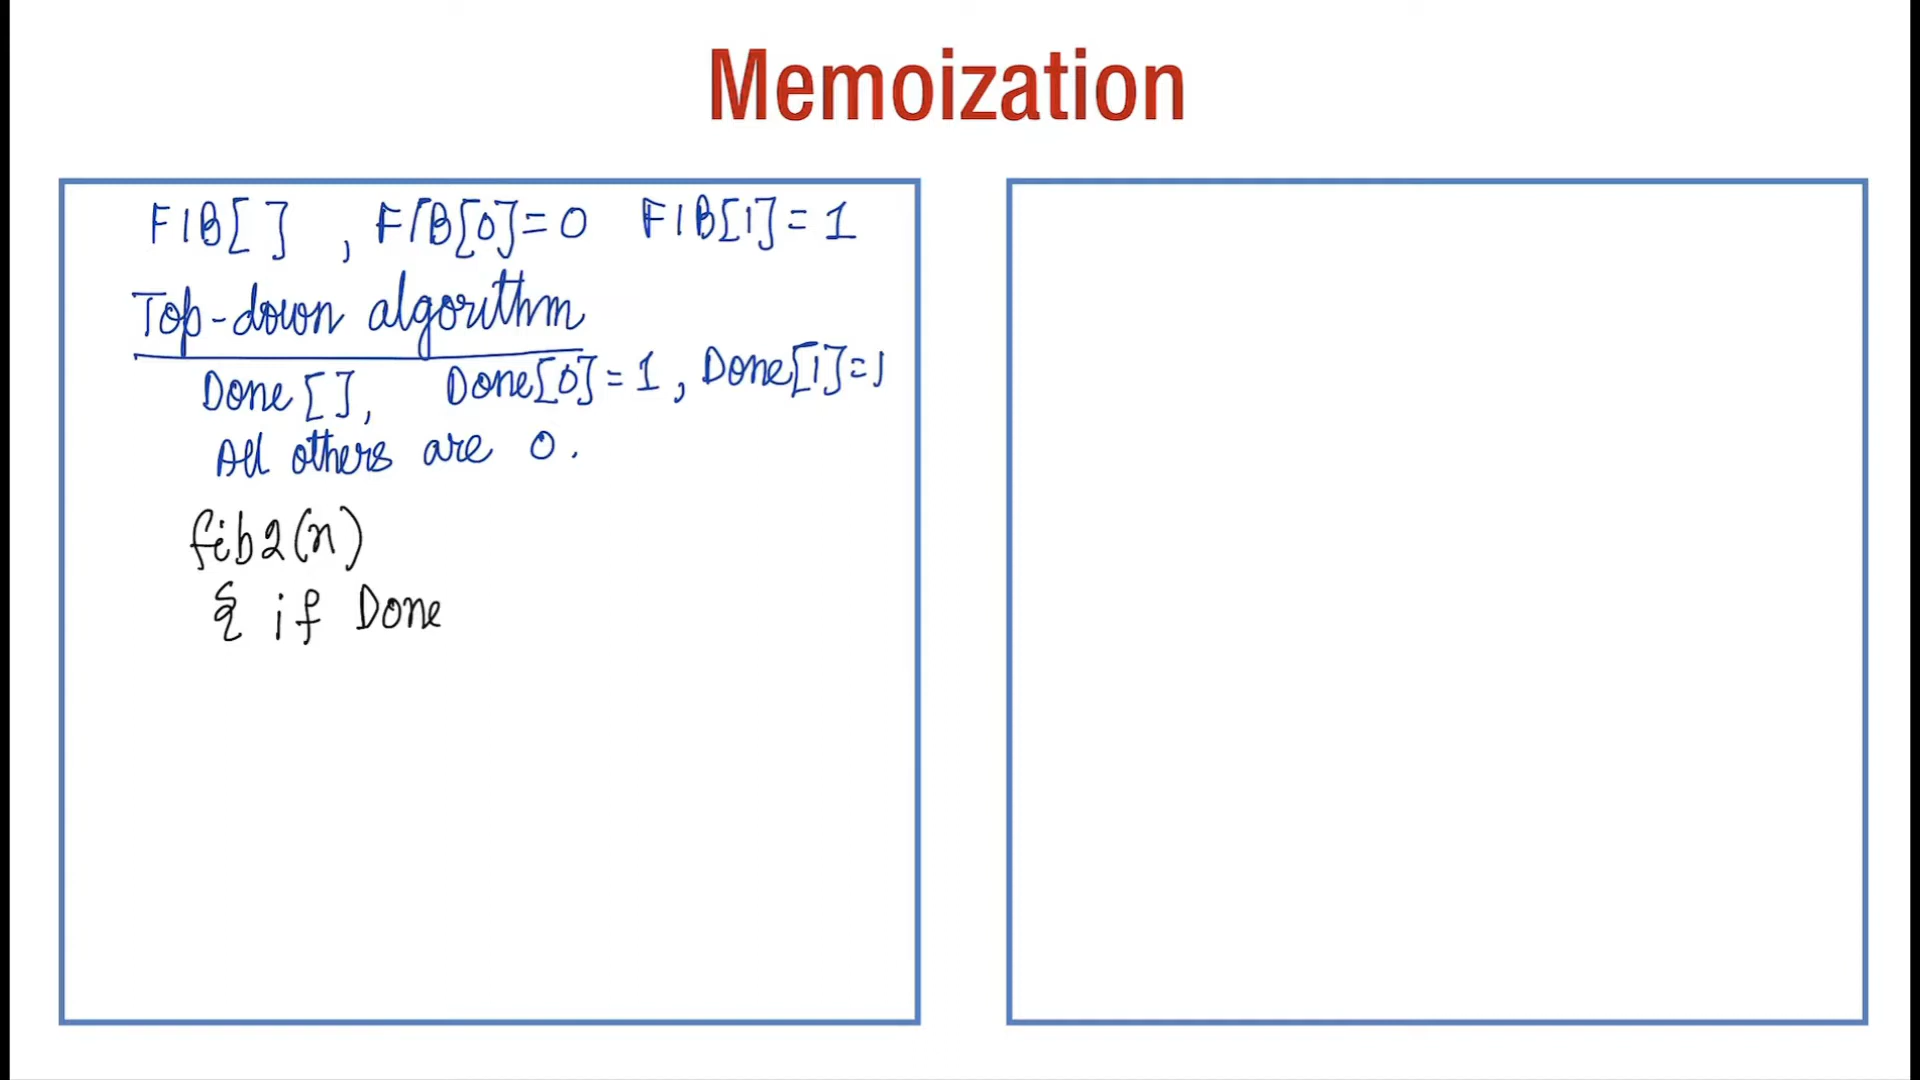 Memoization
FIB[ ] , FIB[0]=0 FIB[1]=1
Top-down algorithm
Done[ ], Done[0]=1, Done[1]=1
All others are 0.
fib2(n)
{ if Done